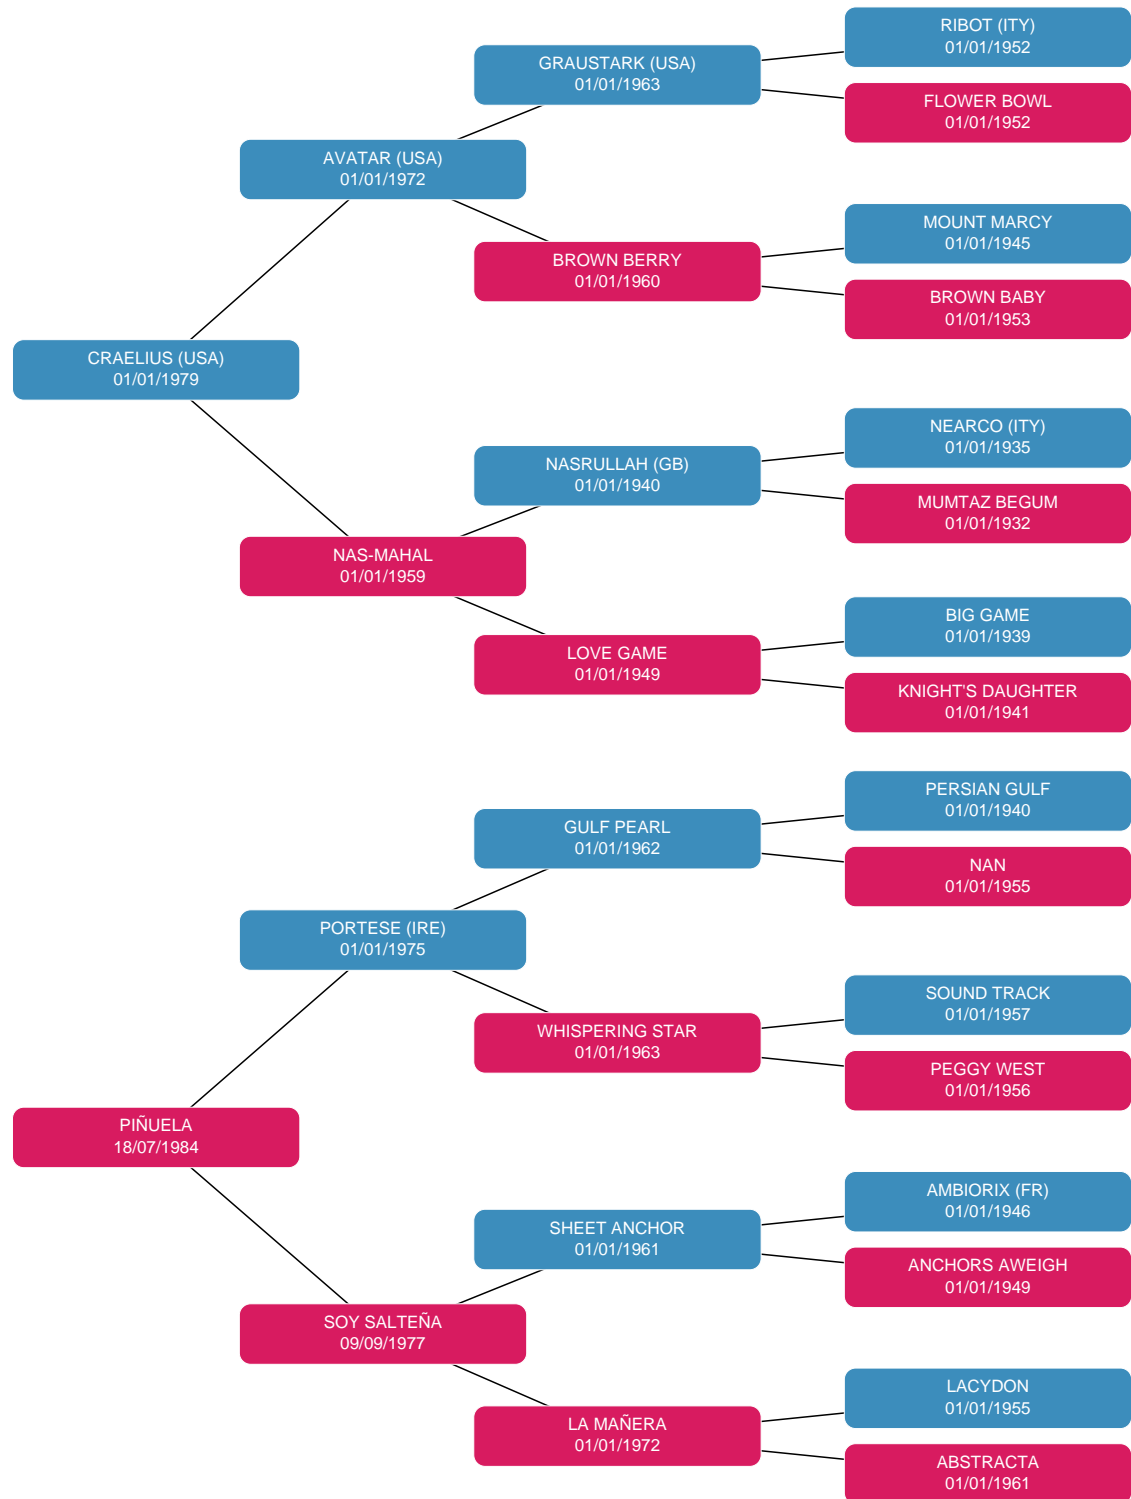 RIBOT (ITY)
01/01/1952
GRAUSTARK (USA)
01/01/1963
FLOWER BOWL
01/01/1952
AVATAR (USA)
01/01/1972
MOUNT MARCY
01/01/1945
BROWN BERRY
01/01/1960
BROWN BABY
01/01/1953
CRAELIUS (USA)
01/01/1979
NEARCO (ITY)
01/01/1935
NASRULLAH (GB)
01/01/1940
MUMTAZ BEGUM
01/01/1932
NAS-MAHAL
01/01/1959
BIG GAME
01/01/1939
LOVE GAME
01/01/1949
KNIGHT'S DAUGHTER
01/01/1941
PERSIAN GULF
01/01/1940
GULF PEARL
01/01/1962
NAN
01/01/1955
PORTESE (IRE)
01/01/1975
SOUND TRACK
01/01/1957
WHISPERING STAR
01/01/1963
PEGGY WEST
01/01/1956
PIÑUELA
18/07/1984
AMBIORIX (FR)
01/01/1946
SHEET ANCHOR
01/01/1961
ANCHORS AWEIGH
01/01/1949
SOY SALTEÑA
09/09/1977
LACYDON
01/01/1955
LA MAÑERA
01/01/1972
ABSTRACTA
01/01/1961